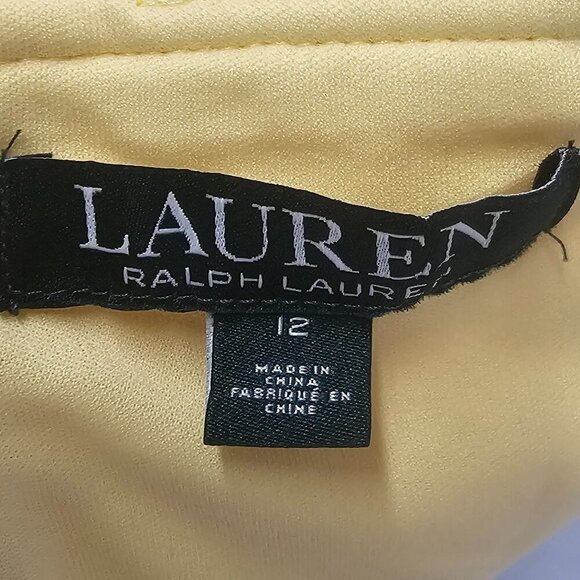 LAUREN
RALPH LAUREN
12
MADE IN
CHINA
FABRIQUÉ EN
CHINE